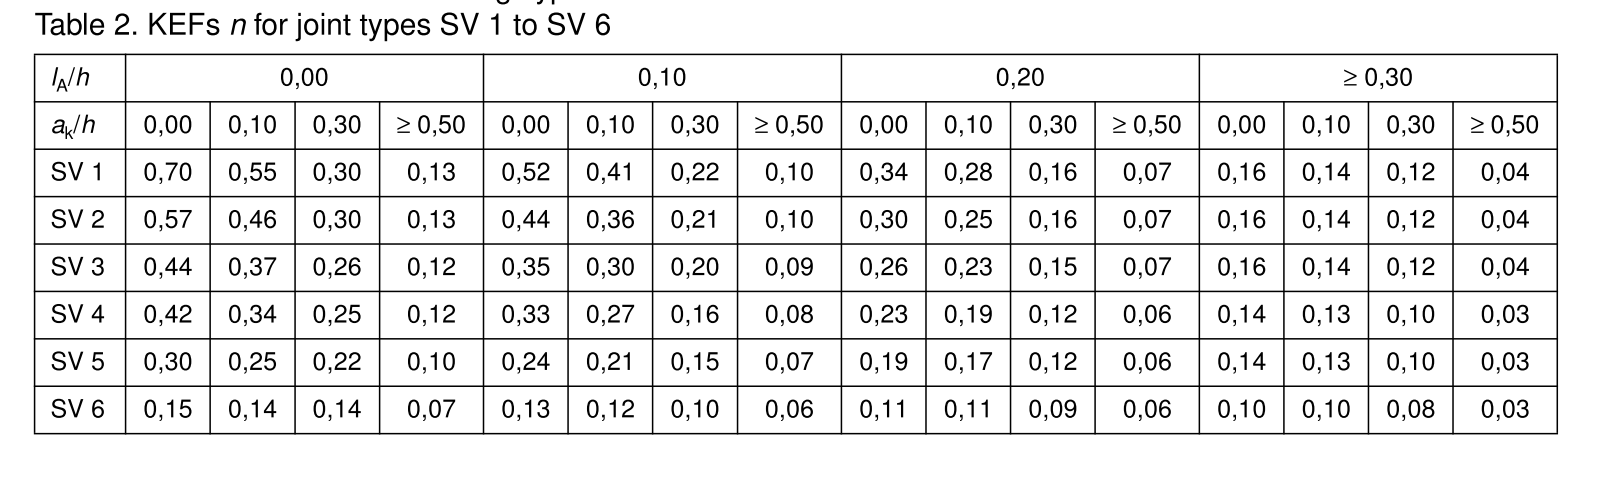 Table 2. KEFs n for joint types SV 1 to SV 6
lA/h 0,00 0,10 0,20 ≥ 0,30
ak/h 0,00 0,10 0,30 ≥ 0,50 0,00 0,10 0,30 ≥ 0,50 0,00 0,10 0,30 ≥ 0,50 0,00 0,10 0,30 ≥ 0,50
SV 1 0,70 0,55 0,30 0,13 0,52 0,41 0,22 0,10 0,34 0,28 0,16 0,07 0,16 0,14 0,12 0,04
SV 2 0,57 0,46 0,30 0,13 0,44 0,36 0,21 0,10 0,30 0,25 0,16 0,07 0,16 0,14 0,12 0,04
SV 3 0,44 0,37 0,26 0,12 0,35 0,30 0,20 0,09 0,26 0,23 0,15 0,07 0,16 0,14 0,12 0,04
SV 4 0,42 0,34 0,25 0,12 0,33 0,27 0,16 0,08 0,23 0,19 0,12 0,06 0,14 0,13 0,10 0,03
SV 5 0,30 0,25 0,22 0,10 0,24 0,21 0,15 0,07 0,19 0,17 0,12 0,06 0,14 0,13 0,10 0,03
SV 6 0,15 0,14 0,14 0,07 0,13 0,12 0,10 0,06 0,11 0,11 0,09 0,06 0,10 0,10 0,08 0,03